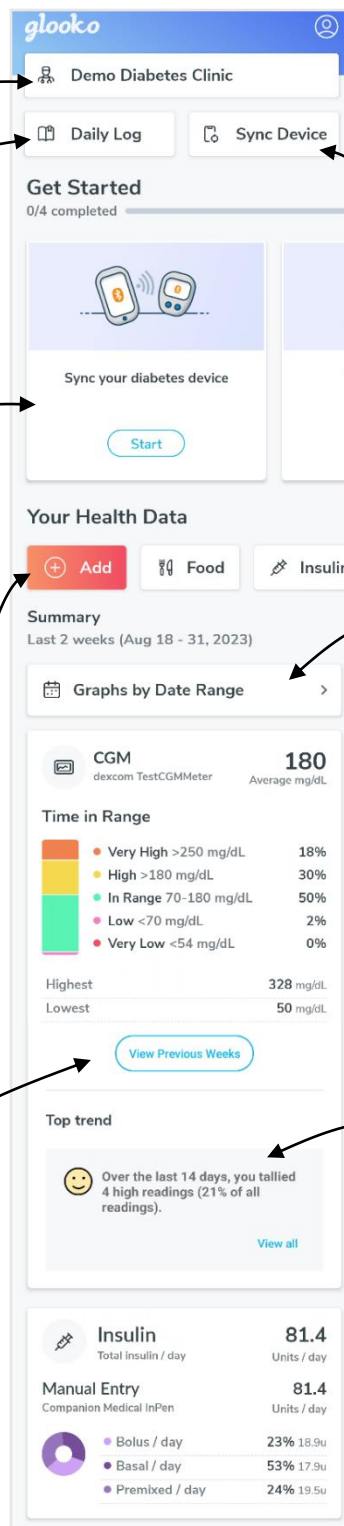 glooko
Demo Diabetes Clinic
Daily Log
Sync Device
Get Started
0/4 completed
Sync your diabetes device
Start
Your Health Data
Add
Food
Insulin
Summary
Last 2 weeks (Aug 18 - 31, 2023)
Graphs by Date Range
CGM 180
dexcom TestCGMMeter Average mg/dL
Time in Range
Very High >250 mg/dL 18%
High >180 mg/dL 30%
In Range 70-180 mg/dL 50%
Low <70 mg/dL 2%
Very Low <54 mg/dL 0%
Highest 328 mg/dL
Lowest 50 mg/dL
View Previous Weeks
Top trend
Over the last 14 days, you tallied
4 high readings (21% of all
readings).
View all
Insulin 81.4
Total insulin / day Units / day
Manual Entry 81.4
Companion Medical InPen Units / day
Bolus / day 23% 18.9u
Basal / day 53% 17.9u
Premixed / day 24% 19.5u